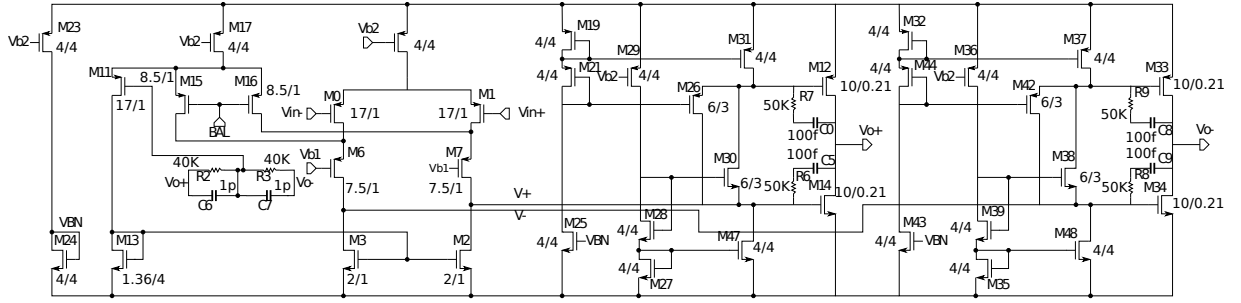 M23
Vb2
4/4
M17
Vb2
4/4
Vb2
4/4
M11
17/1
8.5/1
M15
M16
8.5/1
BAL
M0
Vin-
17/1
M1
17/1
Vin+
Vb1
M6
7.5/1
M7
Vb1
7.5/1
40K
40K
R2
R3
Vo+
1p
1p
Vo-
C6
C7
V+
V-
VBN
M24
4/4
M13
1.36/4
M3
2/1
M2
2/1
M19
4/4
M21
4/4
M29
Vb2
4/4
M31
4/4
M26
6/3
M12
10/0.21
R7
50K
100f
C0
100f
C5
Vo+
M30
6/3
R6
50K
M14
10/0.21
M25
VBN
4/4
M28
4/4
M27
4/4
M47
4/4
M32
4/4
M44
4/4
M36
Vb2
4/4
M37
4/4
M42
6/3
M33
10/0.21
R9
50K
100f
C8
100f
C9
Vo-
M38
6/3
R8
50K
M34
10/0.21
M43
VBN
4/4
M39
4/4
M35
4/4
M48
4/4